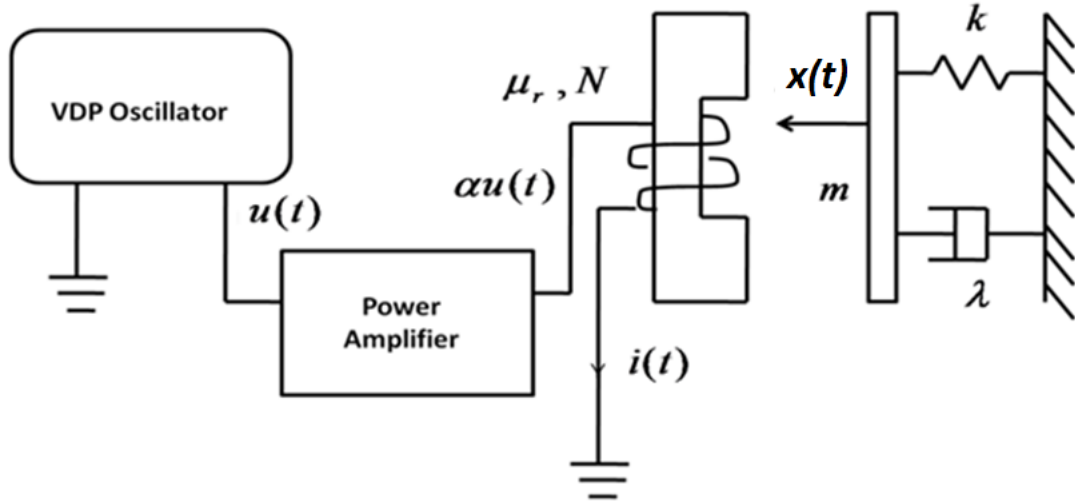 VDP Oscillator
u(t)
αu(t)
Power
Amplifier
μr , N
i(t)
x(t)
m
k
λ